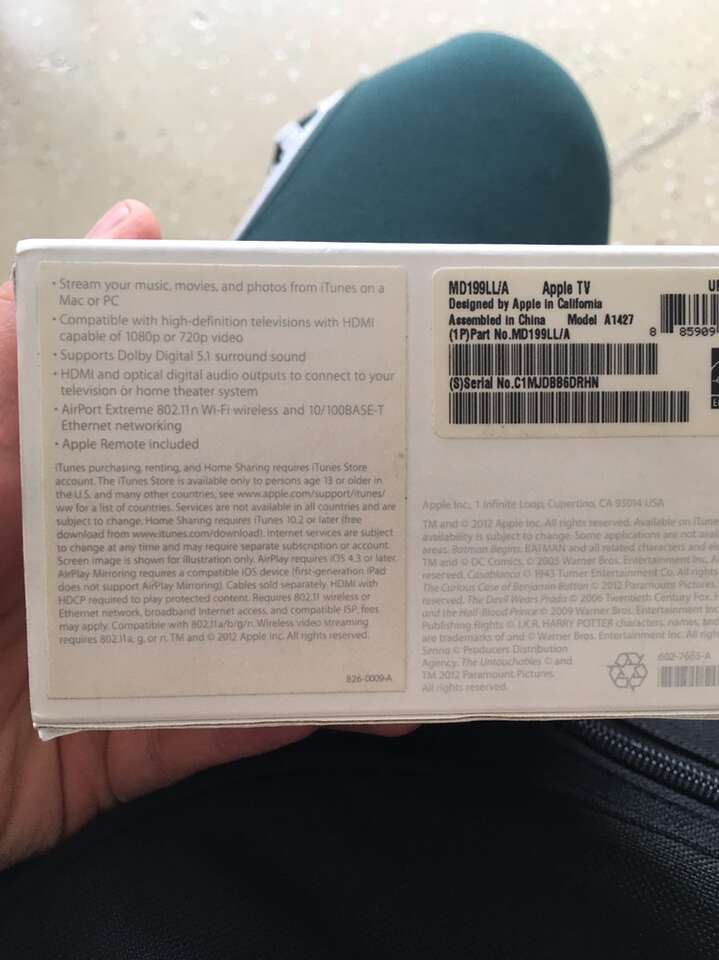 • Stream your music, movies, and photos from iTunes on a
Mac or PC
• Compatible with high-definition televisions with HDMI
capable of 1080p or 720p video
• Supports Dolby Digital 5.1 surround sound
• HDMI and optical digital audio outputs to connect to your
television or home theater system
• AirPort Extreme 802.11n Wi-Fi wireless and 10/100BASE-T
Ethernet networking
• Apple Remote included
iTunes purchasing, renting, and Home Sharing requires iTunes Store
account. The iTunes Store is available only to persons age 13 or older in
the U.S. and many other countries; see www.apple.com/support/itunes/
ww for a list of countries. Services are not available in all countries and are
subject to change. Home Sharing requires iTunes 10.2 or later (free
download from www.itunes.com/download). Internet services are subject
to change at any time and may require separate subscription or account.
Screen image is shown for illustration only. AirPlay requires iOS 4.3 or later.
AirPlay Mirroring requires a compatible iOS device (first-generation iPad
does not support AirPlay Mirroring). Cables sold separately. HDMI with
HDCP required to play protected content. Requires 802.11 wireless or
Ethernet network, broadband Internet access, and compatible ISP; fees
may apply. Compatible with 802.11a/b/g/n. Wireless video streaming
requires 802.11a, g, or n. TM and © 2012 Apple Inc. All rights reserved.
826-0009-A
MD199LL/A Apple TV
Designed by Apple in California
Assembled in China Model A1427
(1P)Part No.MD199LL/A
(S)Serial No.C1MJDBB6DRHN
8 85909
Apple Inc., 1 Infinite Loop, Cupertino, CA 95014 USA
TM and © 2012 Apple Inc. All rights reserved. Available on
availability is subject to change. Some applications are not
areas. Batman Begins: BATMAN and all related characters and
TM and © DC Comics, © 2005 Warner Bros. Entertainment Inc.
reserved. Casablanca © 1943 Turner Entertainment Co. All rights
The Curious Case of Benjamin Button © 2012 Paramount Pictures
reserved. The Devil Wears Prada © 2006 Twentieth Century Fox.
and the Half-Blood Prince © 2009 Warner Bros. Entertainment
Publishing Rights © J.K.R. HARRY POTTER characters, names, and
are trademarks of and © Warner Bros. Entertainment Inc. All
Senna © Producers Distribution
Agency. The Untouchables © and
TM 2012 Paramount Pictures.
All rights reserved.
602-7665-A